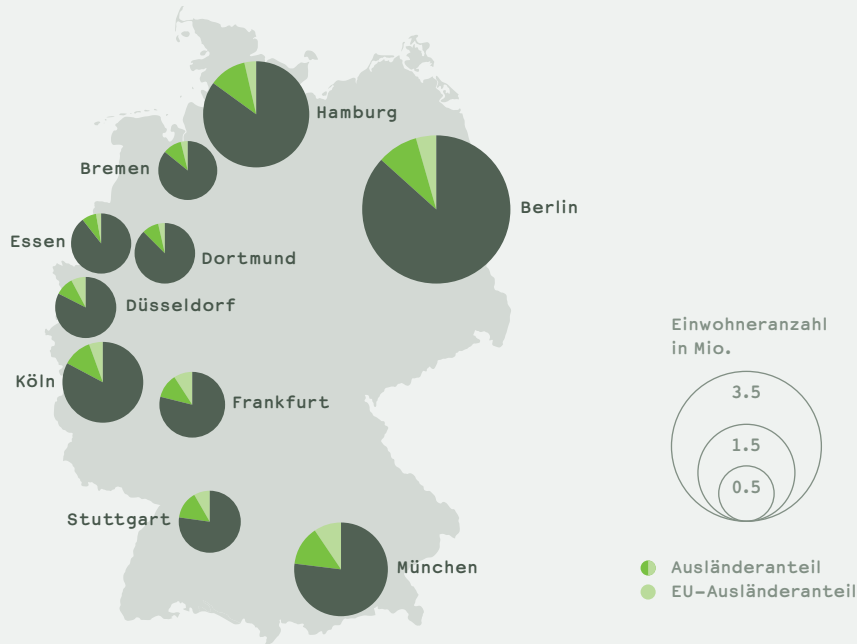 Hamburg
Bremen
Berlin
Essen
Dortmund
Düsseldorf
Köln
Frankfurt
Stuttgart
München
Einwohneranzahl
in Mio.
3.5
1.5
0.5
Ausländeranteil
EU-Ausländeranteil